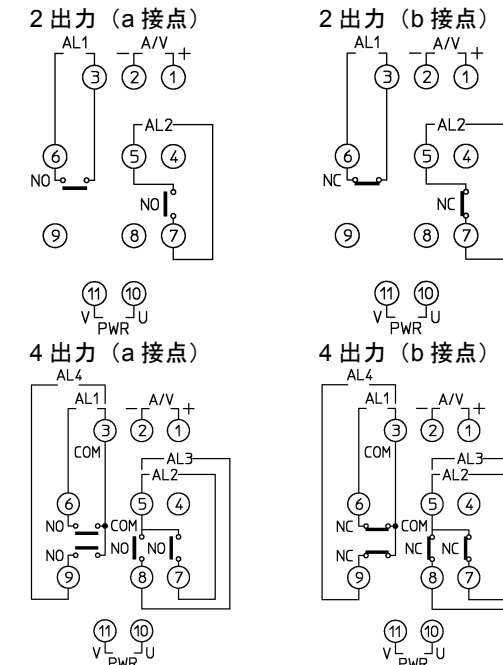 2 出力（a 接点）
AL1
－ A/V ＋
3 2 1
AL2
6 5 4
NO
NO
9 8 7
11 10
V PWR U
2 出力（b 接点）
AL1
－ A/V ＋
3 2 1
AL2
6 5 4
NC
NC
9 8 7
11 10
V PWR U
4 出力（a 接点）
AL4
AL1
－ A/V ＋
3 2 1
COM
AL3
AL2
6 5 4
NO COM
NO NO NO
9 8 7
11 10
V PWR U
4 出力（b 接点）
AL4
AL1
－ A/V ＋
3 2 1
COM
AL3
AL2
6 5 4
NC COM
NC NC NC
9 8 7
11 10
V PWR U